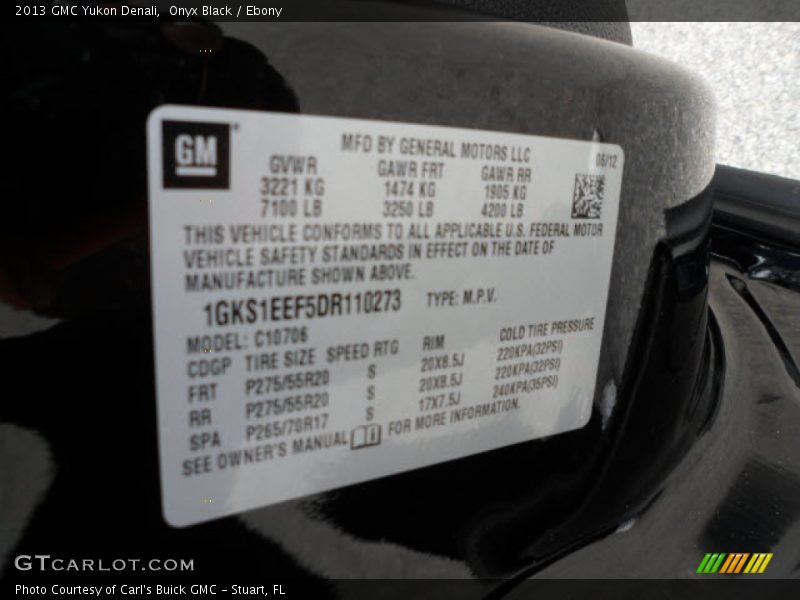 2013 GMC Yukon Denali, Onyx Black / Ebony
GM
MFD BY GENERAL MOTORS LLC
06/12
GVWR GAWR FRT GAWR RR
3221 KG 1474 KG 1905 KG
7100 LB 3250 LB 4200 LB
THIS VEHICLE CONFORMS TO ALL APPLICABLE U.S. FEDERAL MOTOR
VEHICLE SAFETY STANDARDS IN EFFECT ON THE DATE OF
MANUFACTURE SHOWN ABOVE.
1GKS1EEF5DR110273 TYPE: M.P.V.
MODEL: C10706
CDGP TIRE SIZE SPEED RTG RIM COLD TIRE PRESSURE
FRT P275/55R20 S 20X8.5J 220KPA(32PSI)
RR P275/55R20 S 20X8.5J 220KPA(32PSI)
SPA P265/70R17 S 17X7.5J 240KPA(35PSI)
SEE OWNER'S MANUAL FOR MORE INFORMATION.
GTCARLOT.COM
Photo Courtesy of Carl's Buick GMC - Stuart, FL